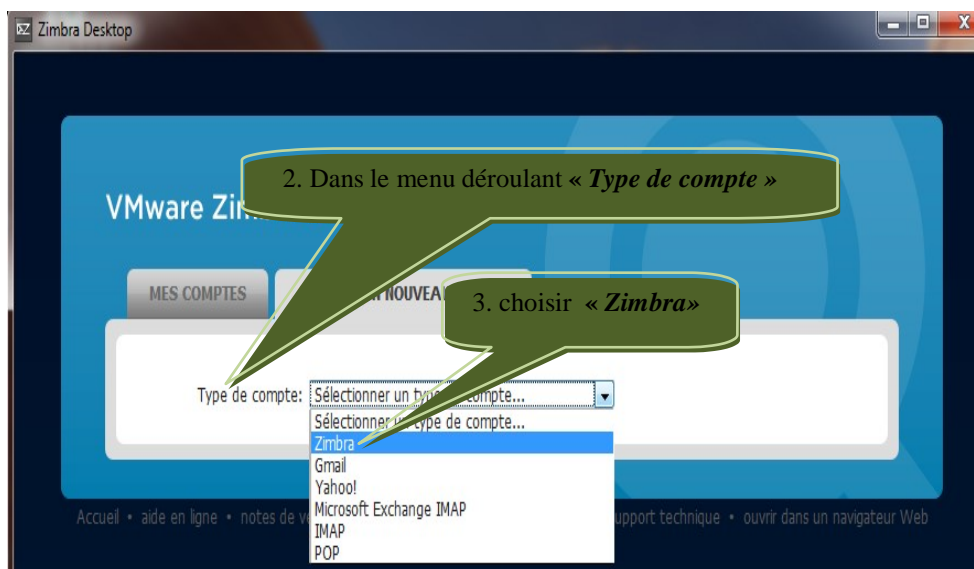 Zimbra Desktop
2. Dans le menu déroulant « Type de compte »
VMware Zim
MES COMPTES
NOUVEA
3. choisir « Zimbra»
Type de compte: Sélectionner un type compte...
Sélectionner un type de compte...
Zimbra
Gmail
Yahoo!
Microsoft Exchange IMAP
IMAP
POP
Accueil • aide en ligne • notes de upport technique • ouvrir dans un navigateur Web